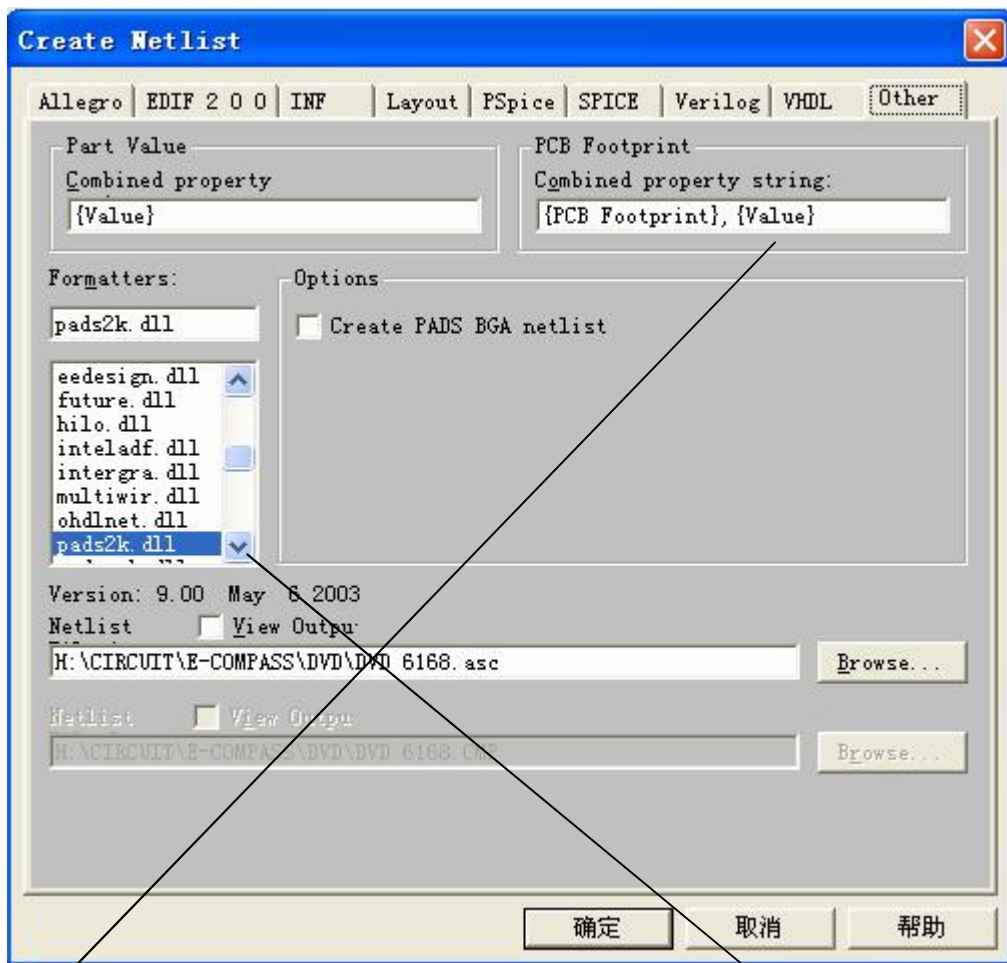 Create Netlist
Allegro EDIF 2 0 0 INF Layout PSpice SPICE Verilog VHDL Other
Part Value
Combined property
{Value}
PCB Footprint
Combined property string:
{PCB Footprint}, {Value}
Formatters:
pads2k.dll
eedesign.dll
future.dll
hilo.dll
inteladf.dll
intergra.dll
multiwir.dll
ohdlnet.dll
pads2k.dll
Options
Create PADS BGA netlist
Version: 9.00 May 6 2003
Netlist View Outpu
H:\CIRCUIT\E-COMPASS\DVD\DVD 6168.asc
Browse...
Netlist View Outpu
H:\CIRCUIT\E-COMPASS\DVD\DVD 6168.CMP
Browse...
确定 取消 帮助